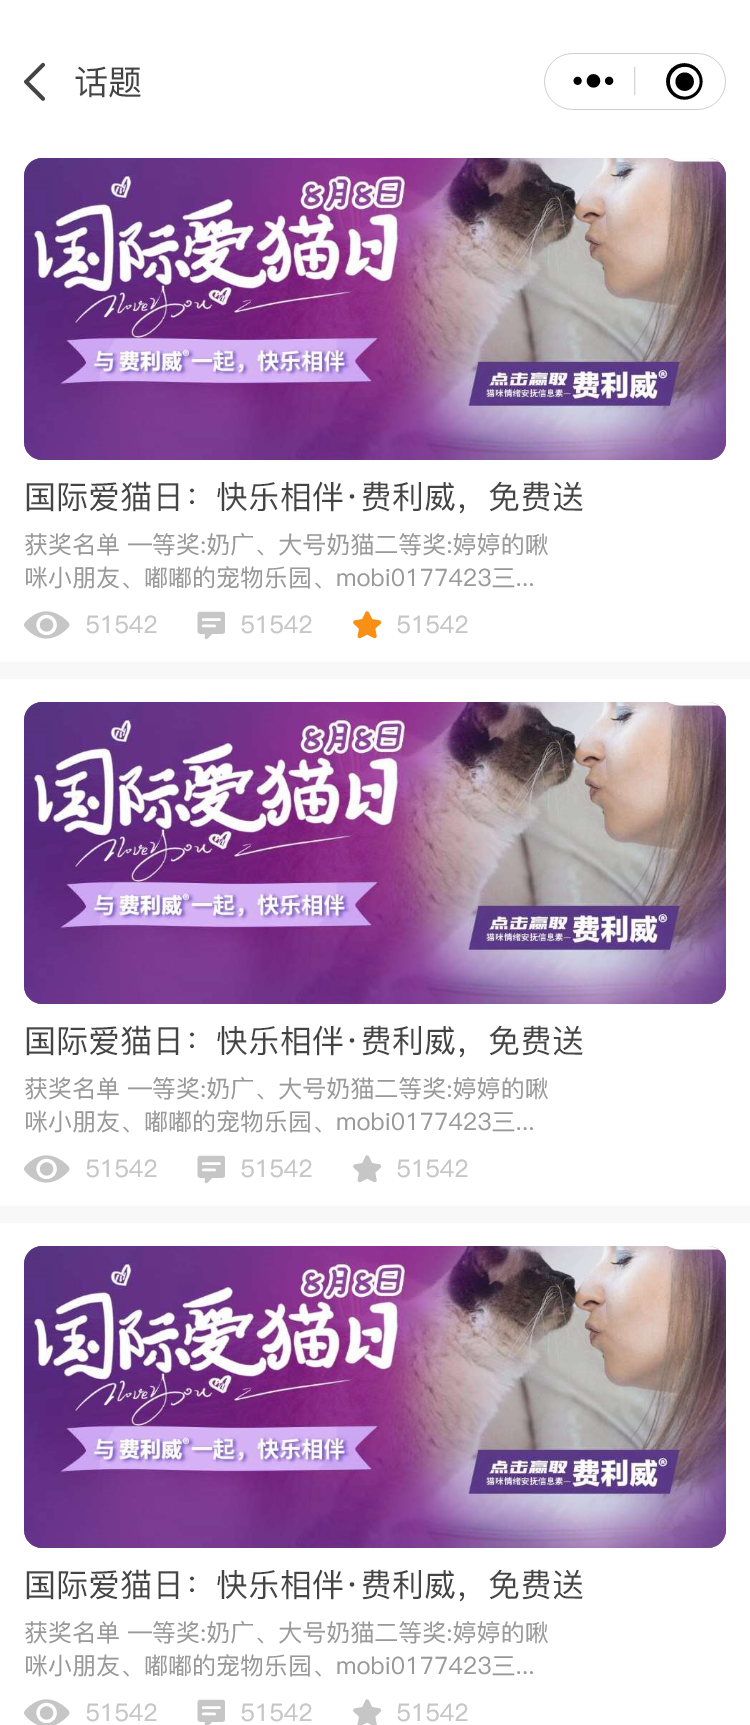 话题
8月8日
国际爱猫日
I love you
与费利威®一起，快乐相伴
点击赢取 费利威®
猫咪情绪安抚信息素—
国际爱猫日：快乐相伴·费利威，免费送
获奖名单 一等奖:奶广、大号奶猫二等奖:婷婷的啾
咪小朋友、嘟嘟的宠物乐园、mobi0177423三...
51542 51542 51542
8月8日
国际爱猫日
I love you
与费利威®一起，快乐相伴
点击赢取 费利威®
猫咪情绪安抚信息素—
国际爱猫日：快乐相伴·费利威，免费送
获奖名单 一等奖:奶广、大号奶猫二等奖:婷婷的啾
咪小朋友、嘟嘟的宠物乐园、mobi0177423三...
51542 51542 51542
8月8日
国际爱猫日
I love you
与费利威®一起，快乐相伴
点击赢取 费利威®
猫咪情绪安抚信息素—
国际爱猫日：快乐相伴·费利威，免费送
获奖名单 一等奖:奶广、大号奶猫二等奖:婷婷的啾
咪小朋友、嘟嘟的宠物乐园、mobi0177423三...
51542 51542 51542